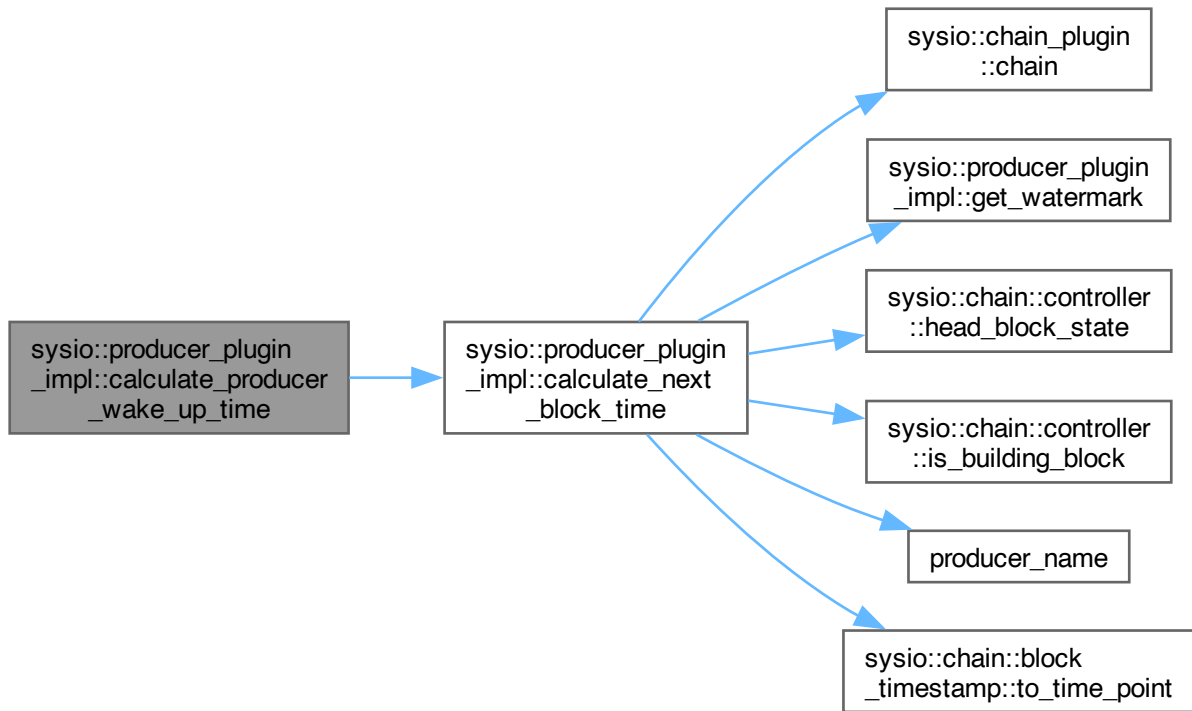 sysio::producer_plugin
_impl::calculate_producer
_wake_up_time
sysio::producer_plugin
_impl::calculate_next
_block_time
sysio::chain_plugin
::chain
sysio::producer_plugin
_impl::get_watermark
sysio::chain::controller
::head_block_state
sysio::chain::controller
::is_building_block
producer_name
sysio::chain::block
_timestamp::to_time_point